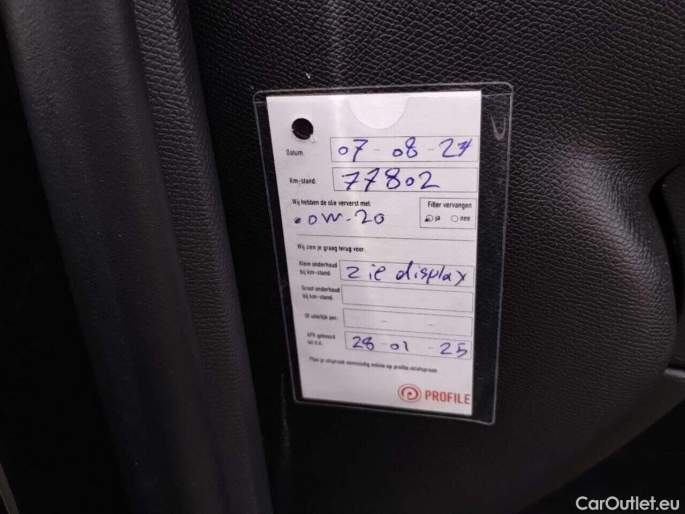 Datum: 07-08-24
Km-stand: 77802
Wij hebben de olie ververst met:
0W-20
Filter vervangen
ja nee
Wij zien je graag terug voor:
Klein onderhoud bij km-stand: zie display
Groot onderhoud bij km-stand:
Of uiterlijk per: - -
APK gekeurd tot e.m. 28-01-25
PROFILE
CarOutlet.eu